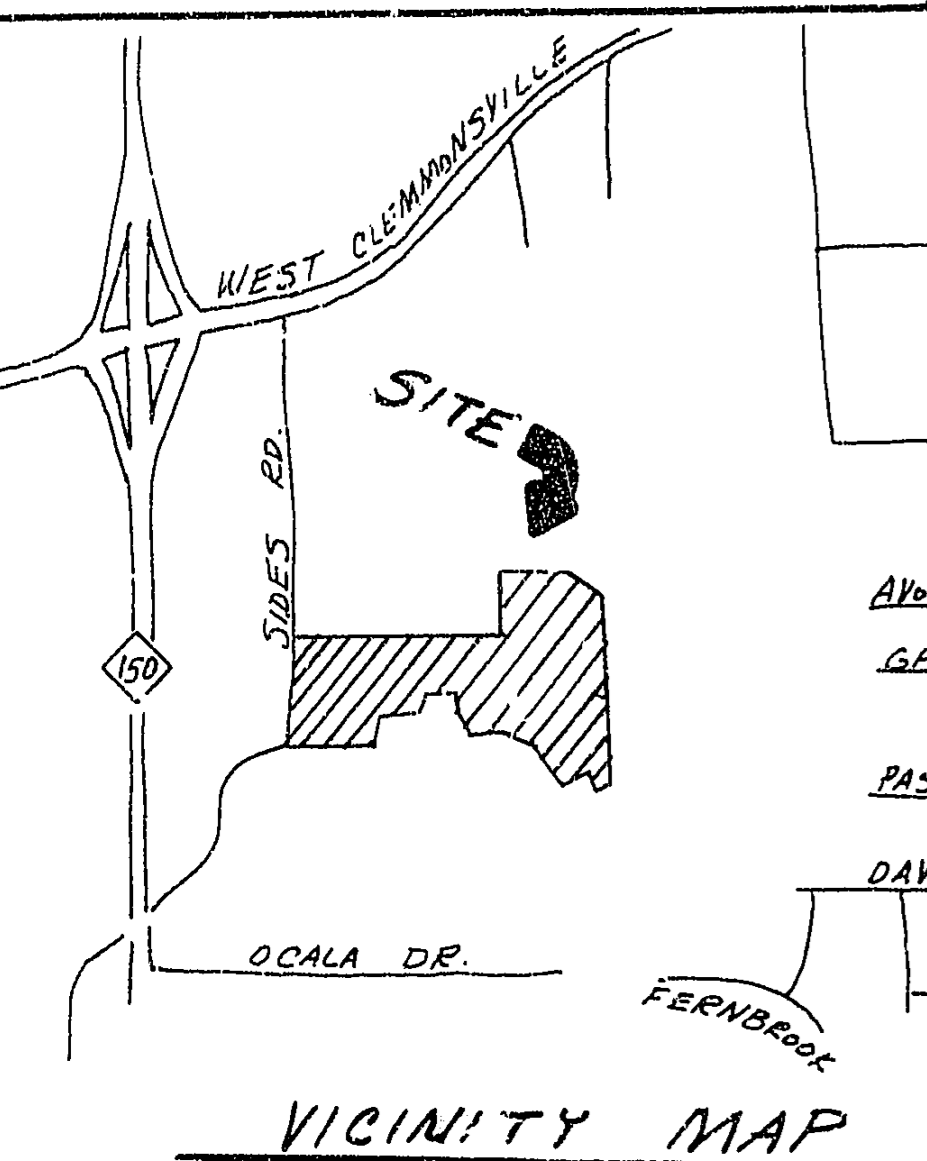 WEST CLEMMONSVILLE
SITE
SIDES RD.
150
OCALA DR.
FERNBROOK
VICINITY MAP